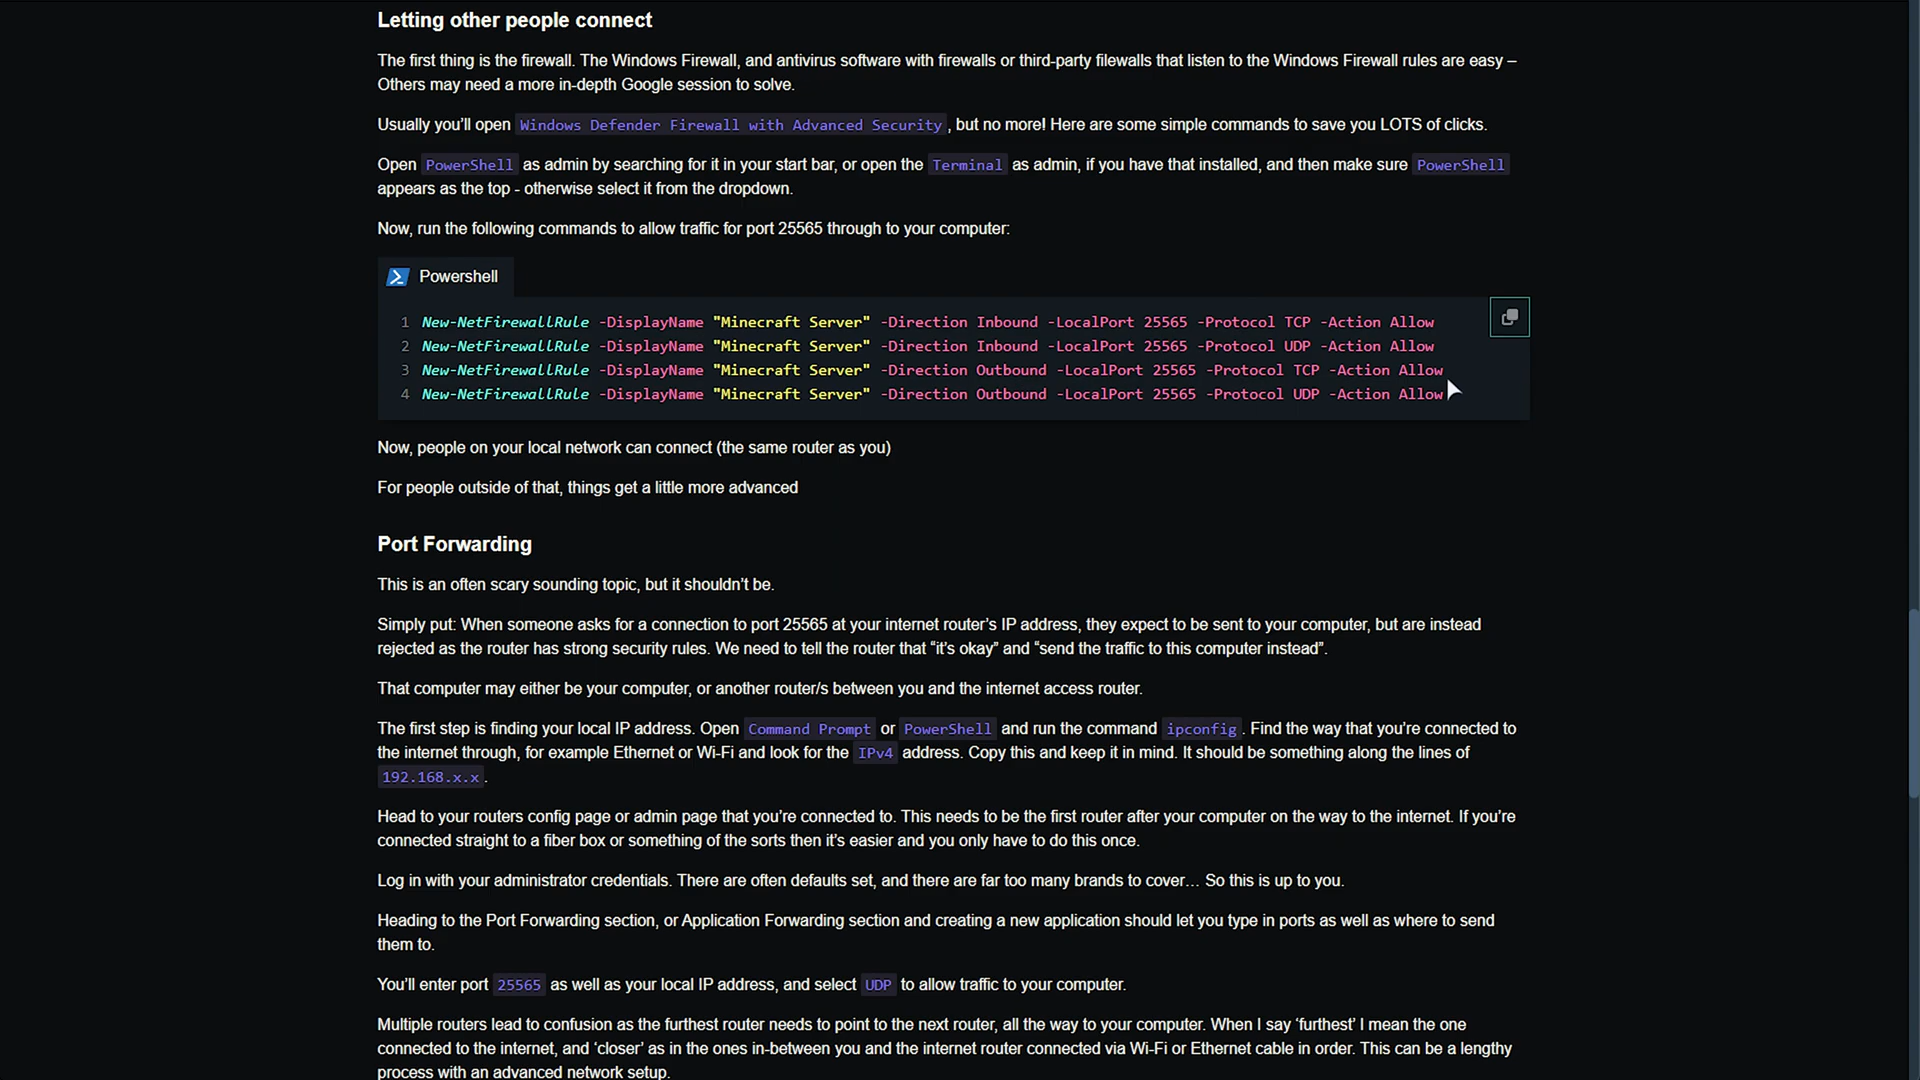 Letting other people connect
The first thing is the firewall. The Windows Firewall, and antivirus software with firewalls or third-party filewalls that listen to the Windows Firewall rules are easy –
Others may need a more in-depth Google session to solve.
Usually you’ll open Windows Defender Firewall with Advanced Security, but no more! Here are some simple commands to save you LOTS of clicks.
Open PowerShell as admin by searching for it in your start bar, or open the Terminal as admin, if you have that installed, and then make sure PowerShell
appears as the top - otherwise select it from the dropdown.
Now, run the following commands to allow traffic for port 25565 through to your computer:
Powershell
1 New-NetFirewallRule -DisplayName "Minecraft Server" -Direction Inbound -LocalPort 25565 -Protocol TCP -Action Allow
2 New-NetFirewallRule -DisplayName "Minecraft Server" -Direction Inbound -LocalPort 25565 -Protocol UDP -Action Allow
3 New-NetFirewallRule -DisplayName "Minecraft Server" -Direction Outbound -LocalPort 25565 -Protocol TCP -Action Allow
4 New-NetFirewallRule -DisplayName "Minecraft Server" -Direction Outbound -LocalPort 25565 -Protocol UDP -Action Allow
Now, people on your local network can connect (the same router as you)
For people outside of that, things get a little more advanced
Port Forwarding
This is an often scary sounding topic, but it shouldn’t be.
Simply put: When someone asks for a connection to port 25565 at your internet router’s IP address, they expect to be sent to your computer, but are instead
rejected as the router has strong security rules. We need to tell the router that “it’s okay” and “send the traffic to this computer instead”.
That computer may either be your computer, or another router/s between you and the internet access router.
The first step is finding your local IP address. Open Command Prompt or PowerShell and run the command ipconfig. Find the way that you’re connected to
the internet through, for example Ethernet or Wi-Fi and look for the IPv4 address. Copy this and keep it in mind. It should be something along the lines of
192.168.x.x.
Head to your routers config page or admin page that you’re connected to. This needs to be the first router after your computer on the way to the internet. If you’re
connected straight to a fiber box or something of the sorts then it’s easier and you only have to do this once.
Log in with your administrator credentials. There are often defaults set, and there are far too many brands to cover… So this is up to you.
Heading to the Port Forwarding section, or Application Forwarding section and creating a new application should let you type in ports as well as where to send
them to.
You’ll enter port 25565 as well as your local IP address, and select UDP to allow traffic to your computer.
Multiple routers lead to confusion as the furthest router needs to point to the next router, all the way to your computer. When I say ‘furthest’ I mean the one
connected to the internet, and ‘closer’ as in the ones in-between you and the internet router connected via Wi-Fi or Ethernet cable in order. This can be a lengthy
process with an advanced network setup.